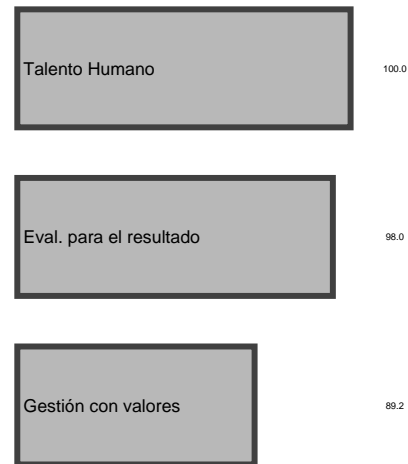 Talento Humano 100.0
Eval. para el resultado 98.0
Gestión con valores 89.2